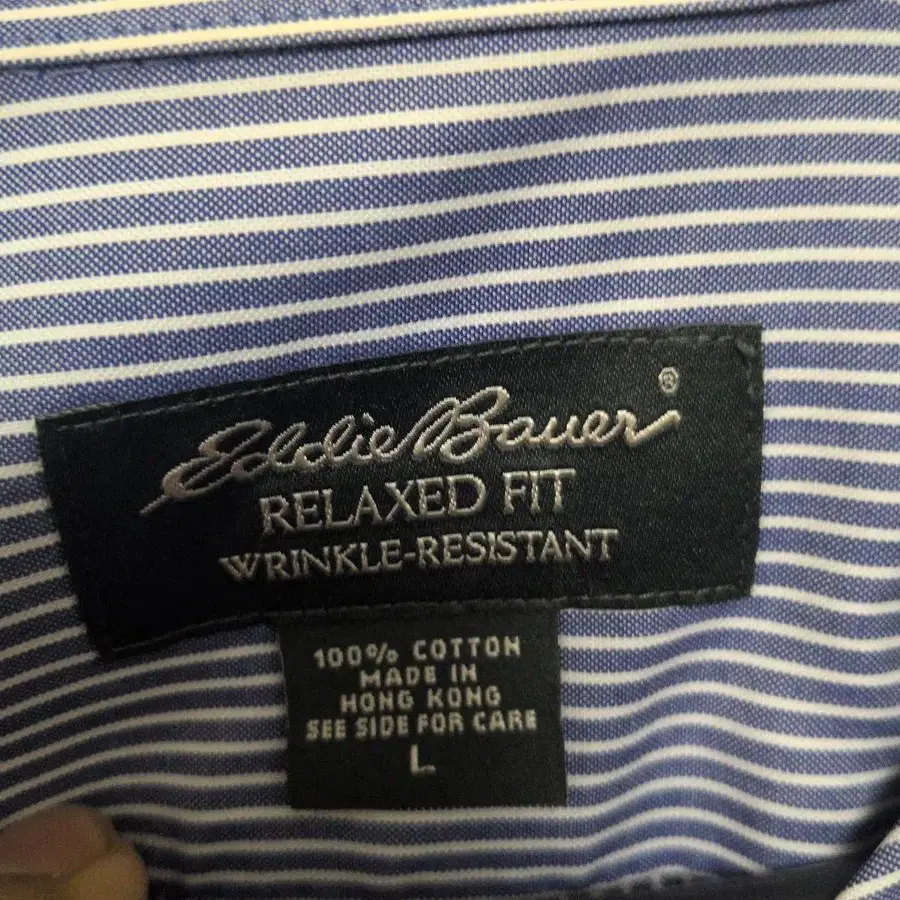 Eddie Bauer®
RELAXED FIT
WRINKLE-RESISTANT
100% COTTON
MADE IN
HONG KONG
SEE SIDE FOR CARE
L